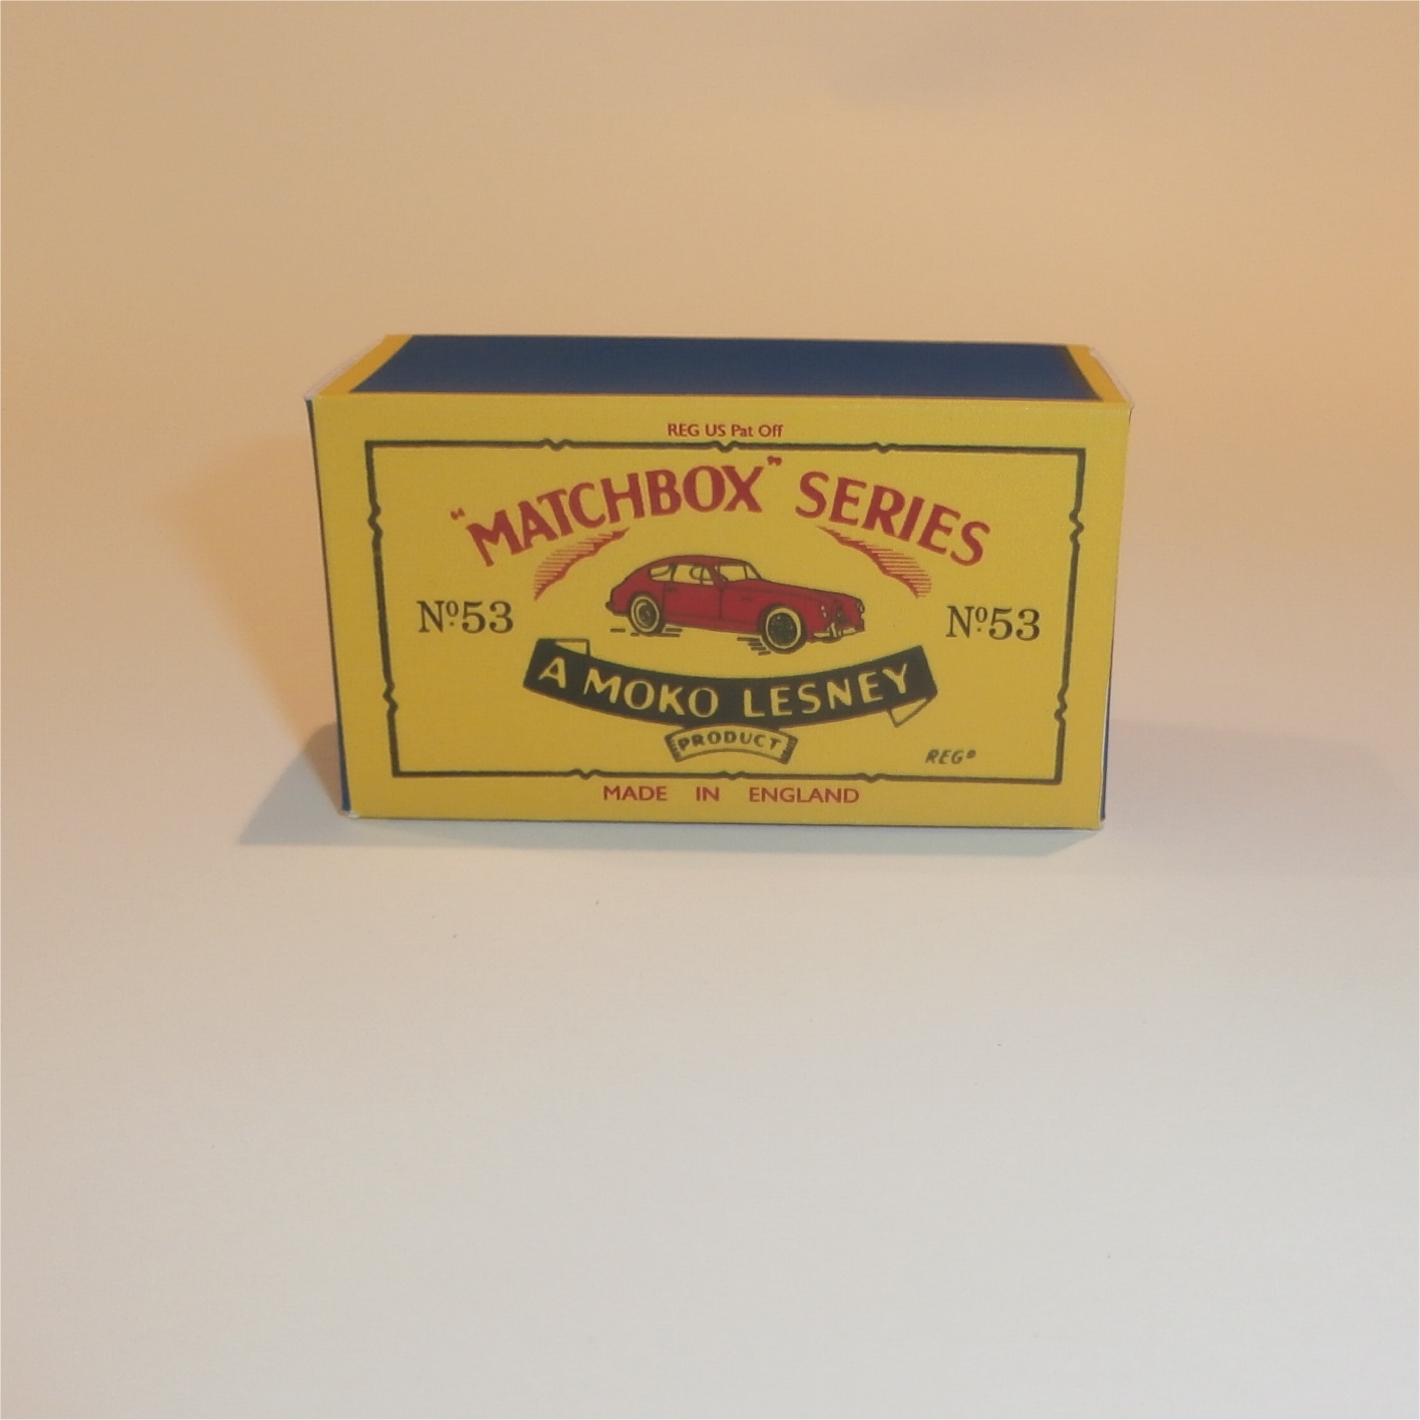 REG US Pat Off
"MATCHBOX" SERIES
Nº53 Nº53
A MOKO LESNEY
PRODUCT
REGᴰ
MADE IN ENGLAND